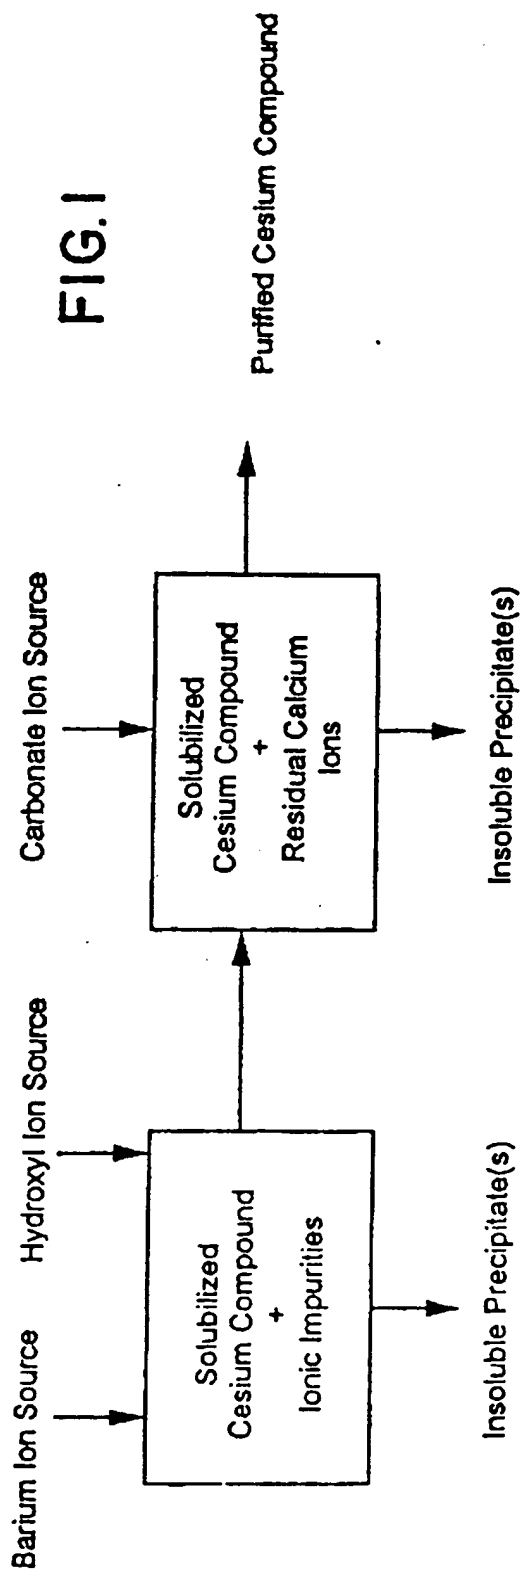 FIG. 1
Barium Ion Source
Hydroxyl Ion Source
Solubilized
Cesium Compound
+
Ionic Impurities
Insoluble Precipitate(s)
Carbonate Ion Source
Solubilized
Cesium Compound
+
Residual Calcium
Ions
Insoluble Precipitate(s)
Purified Cesium Compound